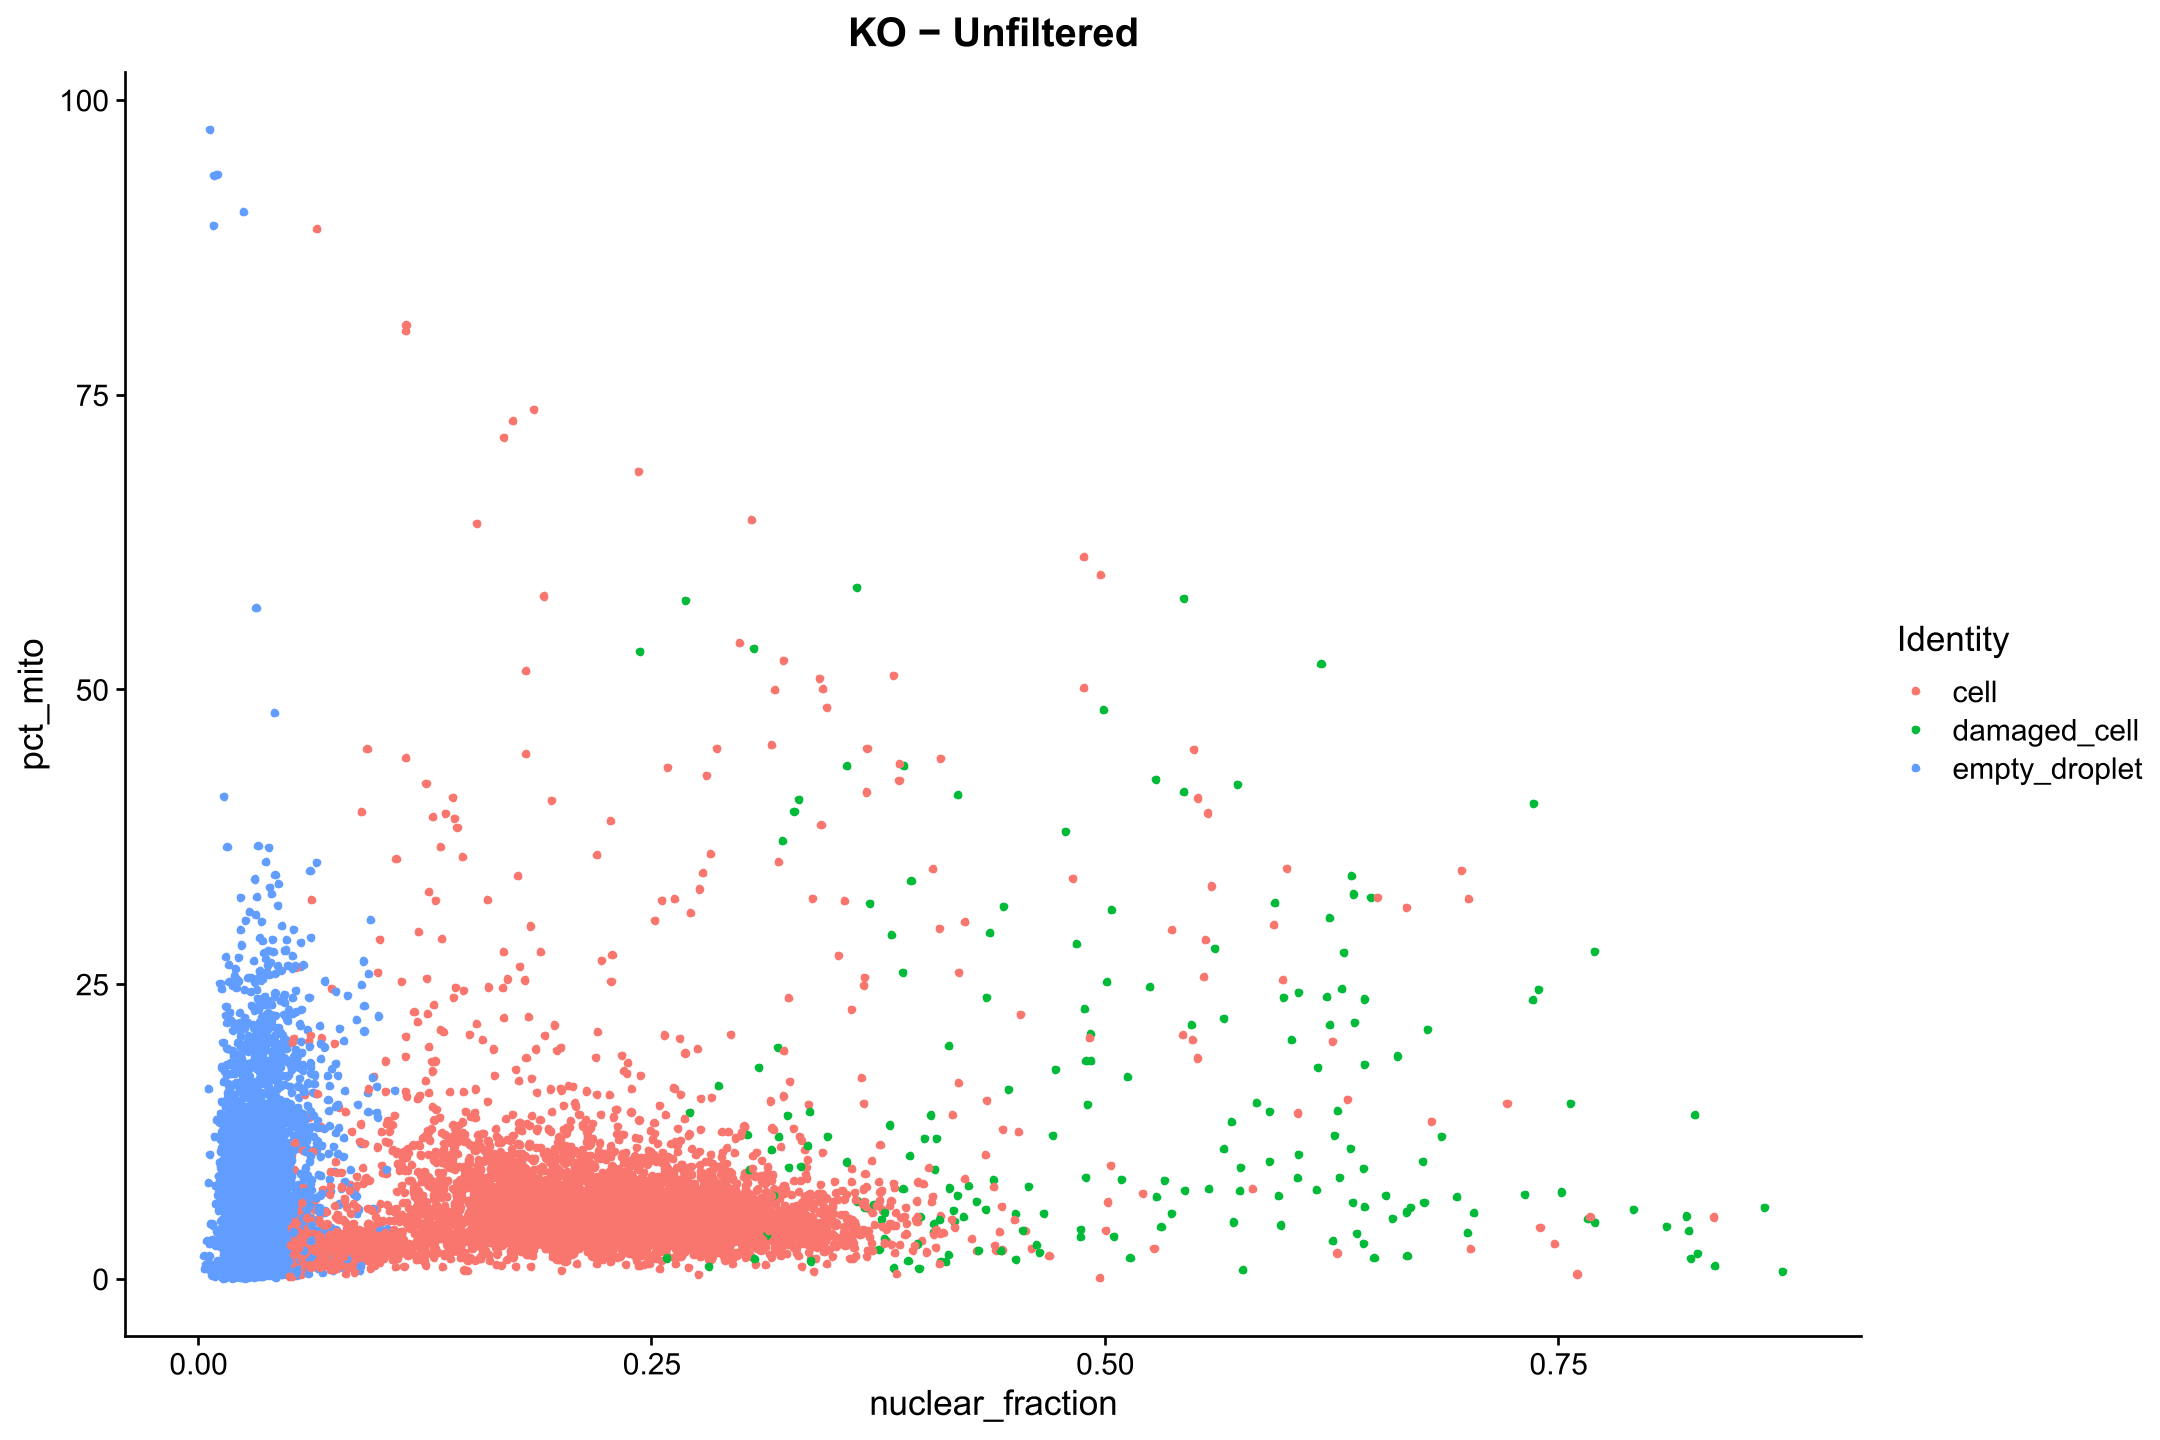 KO − Unfiltered
100
75
50
25
0
pct_mito
0.00
0.25
0.50
0.75
nuclear_fraction
Identity
cell
damaged_cell
empty_droplet